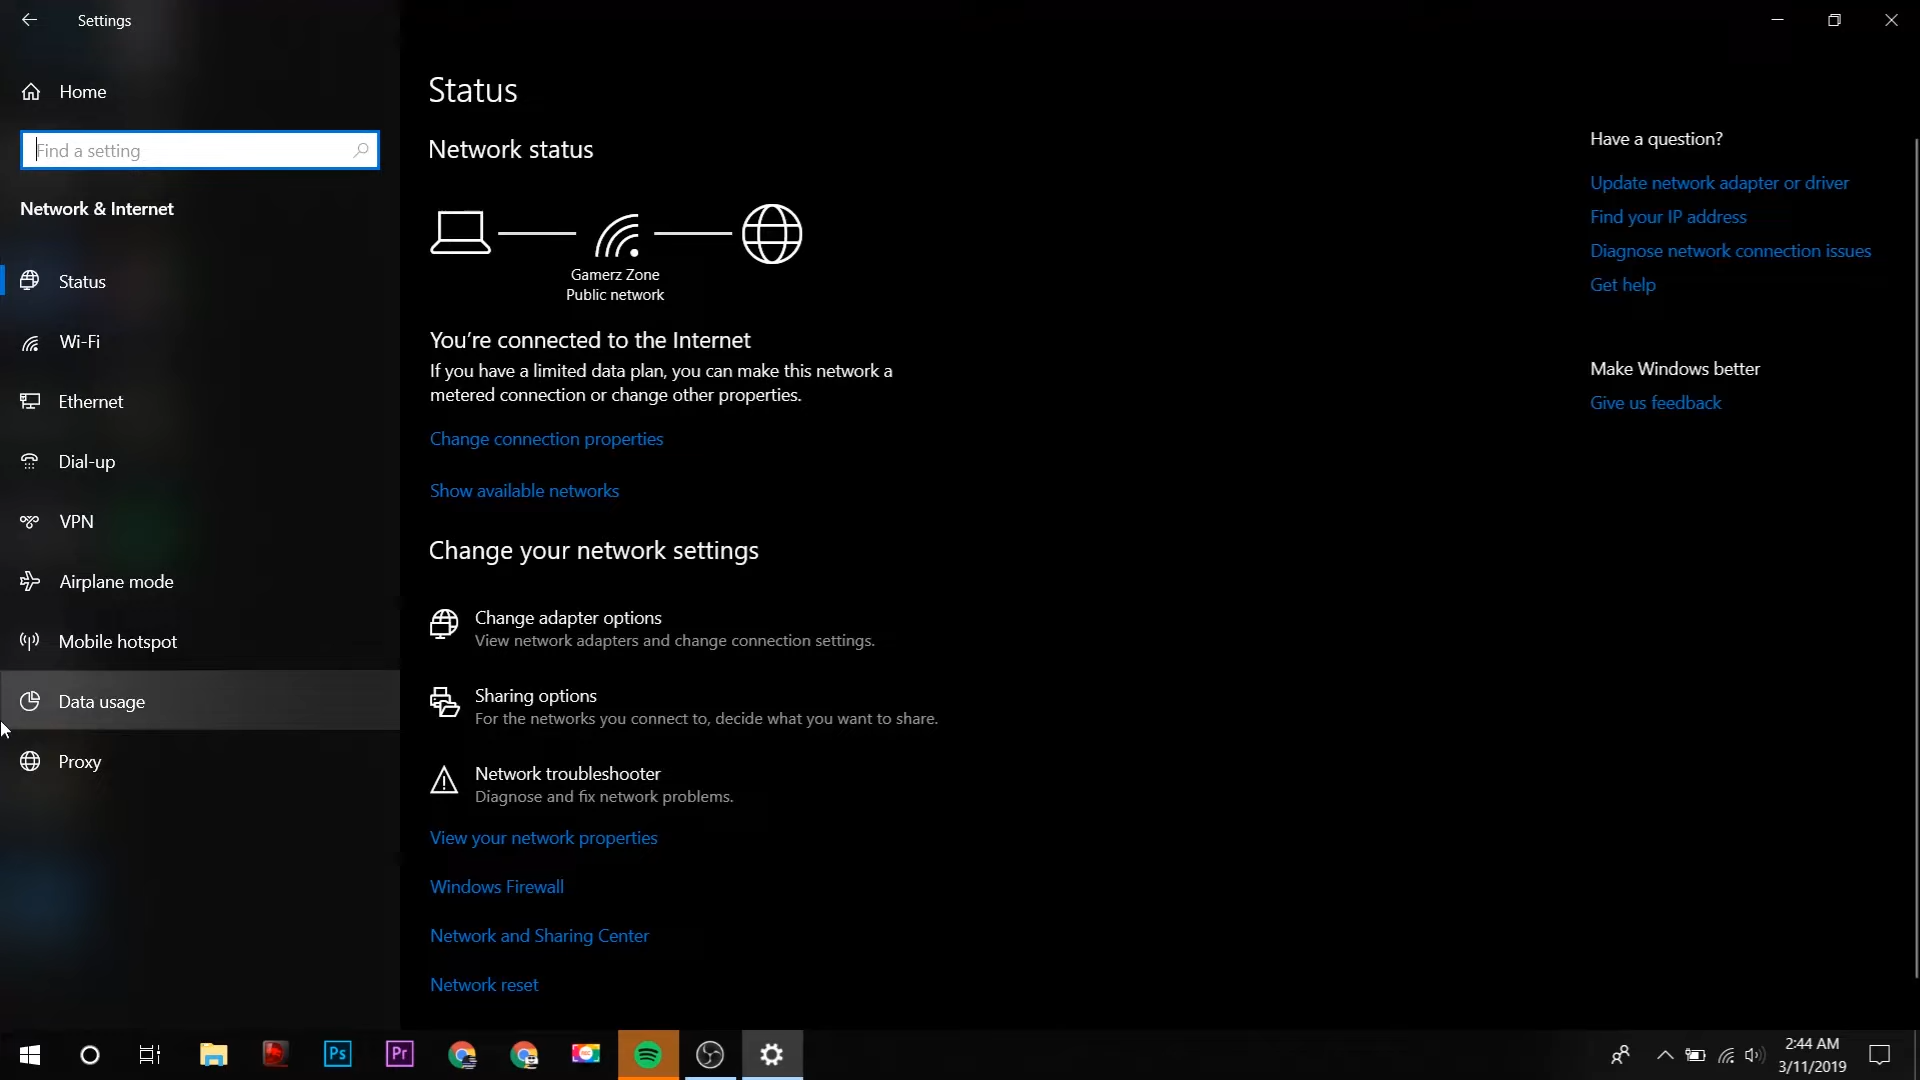 Settings
Home
Find a setting
Network & Internet
Status
Wi-Fi
Ethernet
Dial-up
VPN
Airplane mode
Mobile hotspot
Data usage
Proxy
Status
Network status
Gamerz Zone
Public network
You're connected to the Internet
If you have a limited data plan, you can make this network a
metered connection or change other properties.
Change connection properties
Show available networks
Change your network settings
Change adapter options
View network adapters and change connection settings.
Sharing options
For the networks you connect to, decide what you want to share.
Network troubleshooter
Diagnose and fix network problems.
View your network properties
Windows Firewall
Network and Sharing Center
Network reset
Have a question?
Update network adapter or driver
Find your IP address
Diagnose network connection issues
Get help
Make Windows better
Give us feedback
Ps
Pr
2:44 AM
3/11/2019